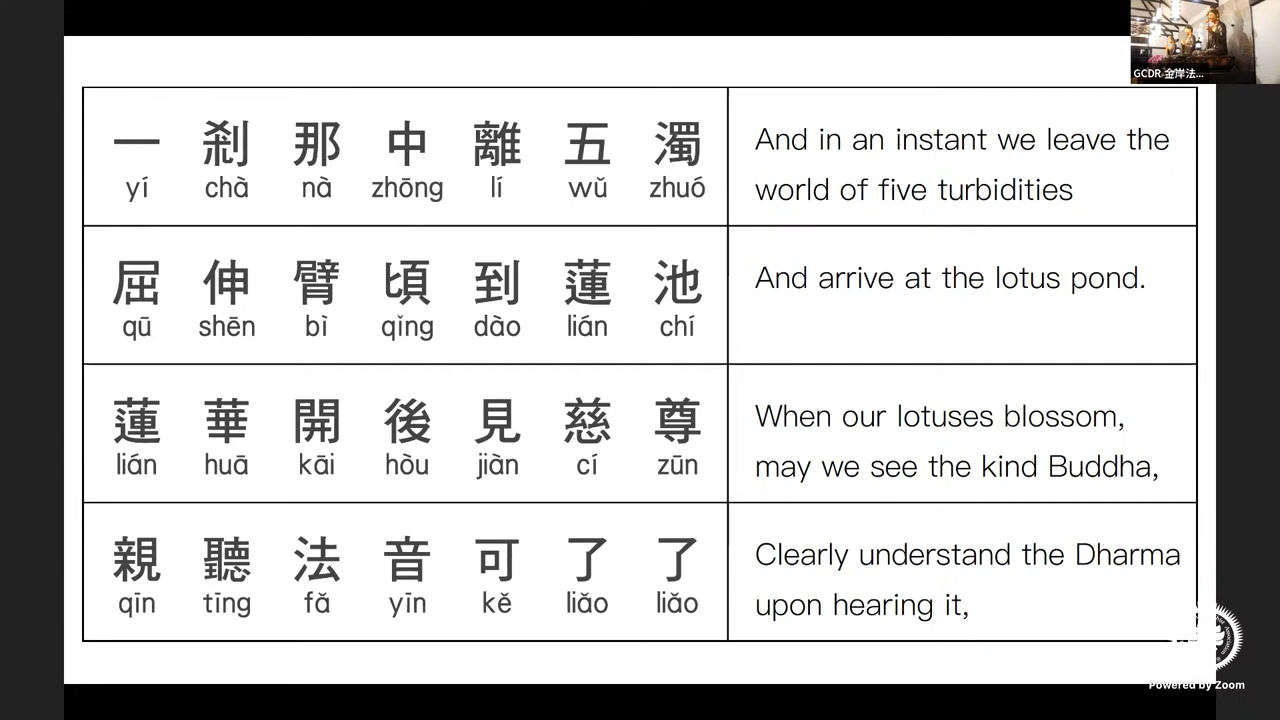 GCDR 金岸法...
一 剎 那 中 離 五 濁
yí chà nà zhōng lí wǔ zhuó
And in an instant we leave the
world of five turbidities
屈 伸 臂 頃 到 蓮 池
qū shēn bì qǐng dào lián chí
And arrive at the lotus pond.
蓮 華 開 後 見 慈 尊
lián huā kāi hòu jiàn cí zūn
When our lotuses blossom,
may we see the kind Buddha,
親 聽 法 音 可 了 了
qīn tīng fǎ yīn kě liǎo liǎo
Clearly understand the Dharma
upon hearing it,
Powered by Zoom